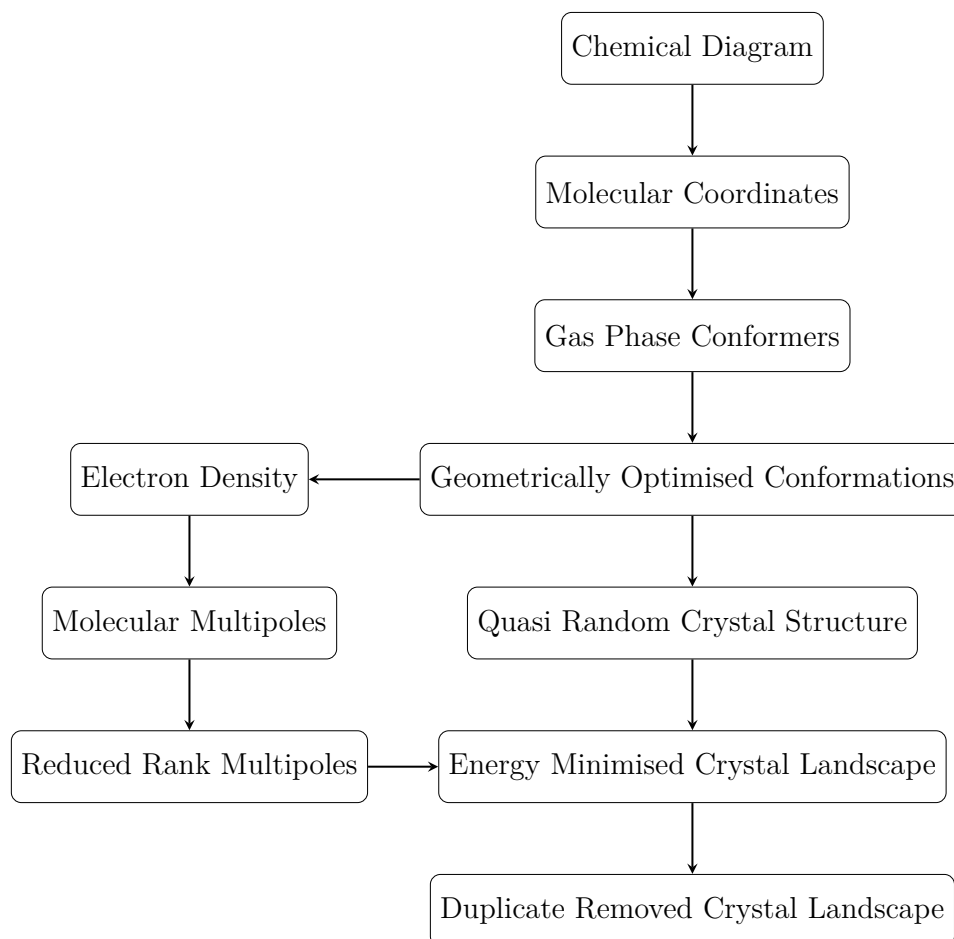 Chemical Diagram
Molecular Coordinates
Gas Phase Conformers
Electron Density
Geometrically Optimised Conformations
Molecular Multipoles
Quasi Random Crystal Structure
Reduced Rank Multipoles
Energy Minimised Crystal Landscape
Duplicate Removed Crystal Landscape